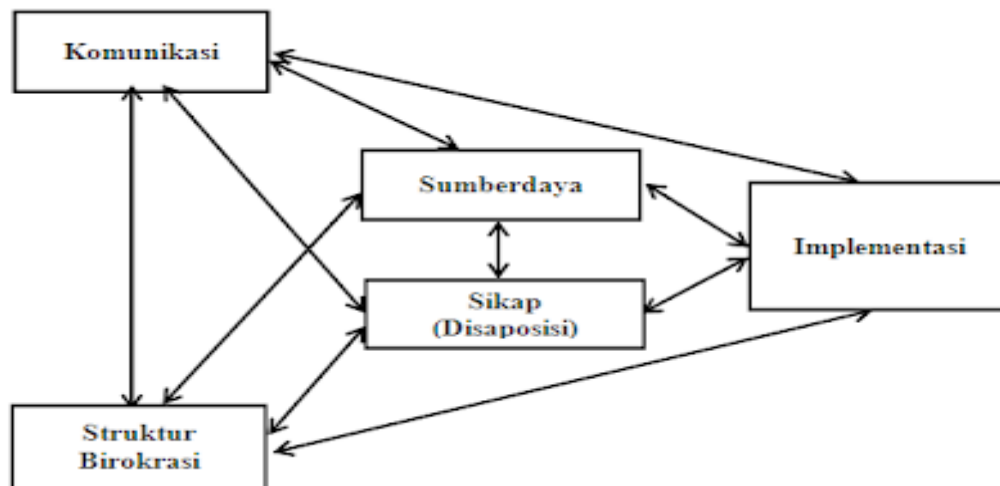 Komunikasi
Sumberdaya
Implementasi
Sikap
(Disaposisi)
Struktur
Birokrasi